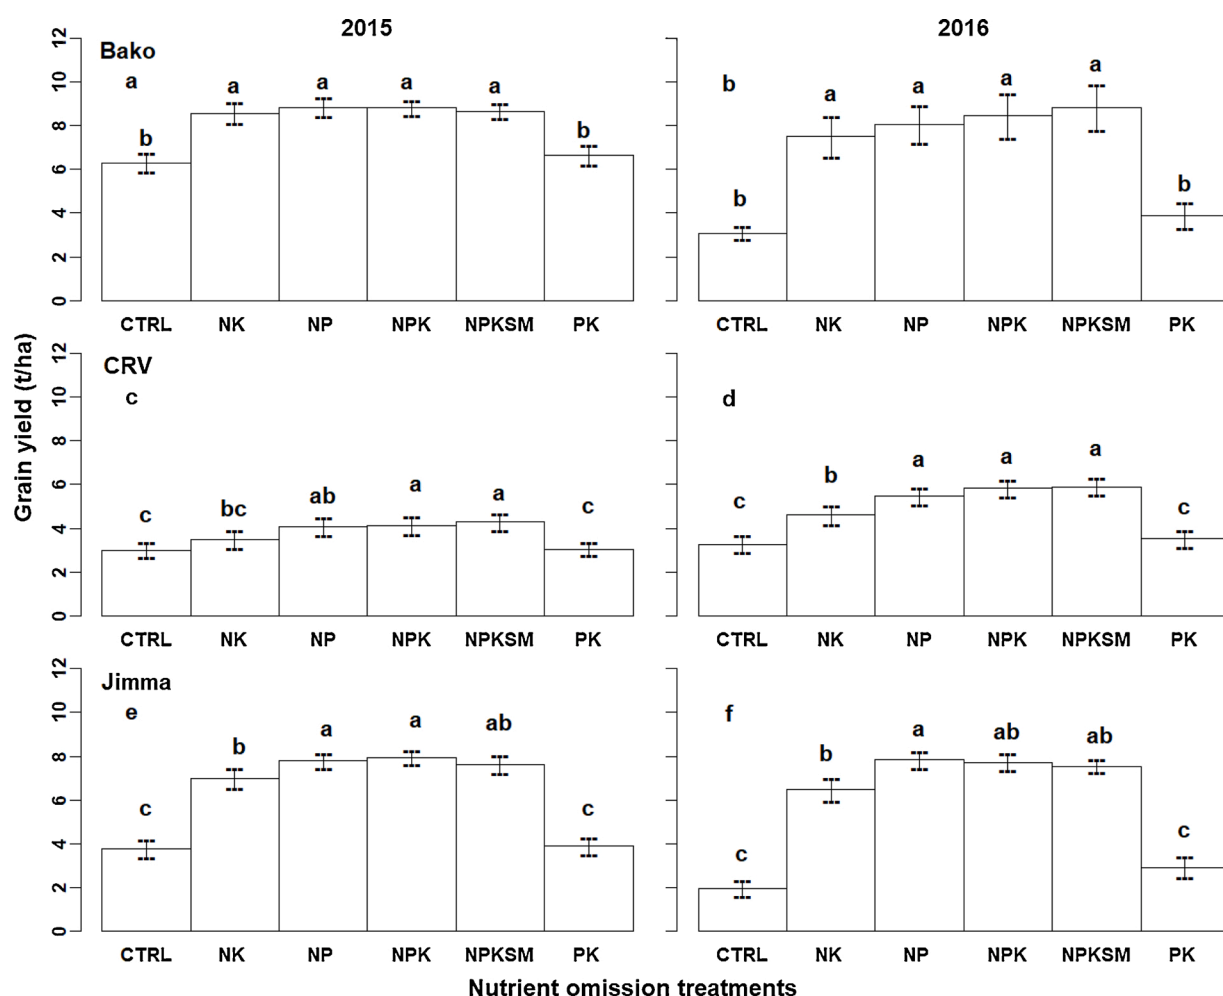 2015 2016
Bako
a a a a a a b
b b
b a a a a
b b
0 2 4 6 8 10 12
CTRL NK NP NPK NPKSM PK CTRL NK NP NPK NPKSM PK
CRV
c d
c bc ab a a c
c b a a a c
0 2 4 6 8 10 12
CTRL NK NP NPK NPKSM PK CTRL NK NP NPK NPKSM PK
Jimma
e f
c b a a ab c
c b a ab ab c
0 2 4 6 8 10 12
CTRL NK NP NPK NPKSM PK CTRL NK NP NPK NPKSM PK
Grain yield (t/ha)
Nutrient omission treatments